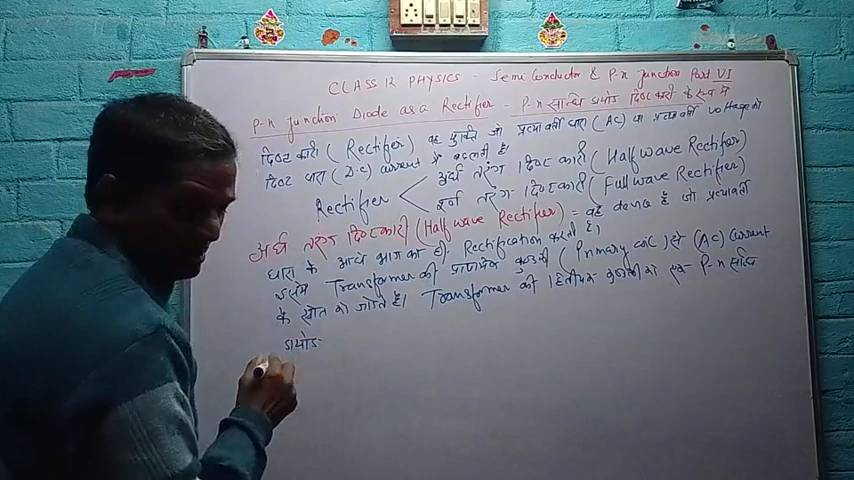 CLASS 12 PHYSICS - Semi Conductor & P-n Junction Part VI
P-n Junction Diode as a Rectifier - P-n सन्धि डायोड दिष्टकारी के रूप में
दिष्टकारी (Rectifier) वह युक्ति जो प्रत्यावर्ती धारा (AC) या प्रत्यावर्ती voltage को
दिष्ट धारा (D.C) current में बदलती है।
Rectifier
अर्ध तरंग दिष्टकारी (Half wave Rectifier)
पूर्ण तरंग दिष्टकारी (Full wave Rectifier)
अर्ध तरंग दिष्टकारी (Half wave Rectifier) = वह device है जो प्रत्यावर्ती
धारा के आधे भाग का ही Rectification करती है।
इसमें Transformer की प्राथमिक कुण्डली (Primary coil) से (AC) Current
के स्रोत को जोड़ते हैं। Transformer की द्वितीयक कुण्डली का एक P-n सन्धि
डायोड